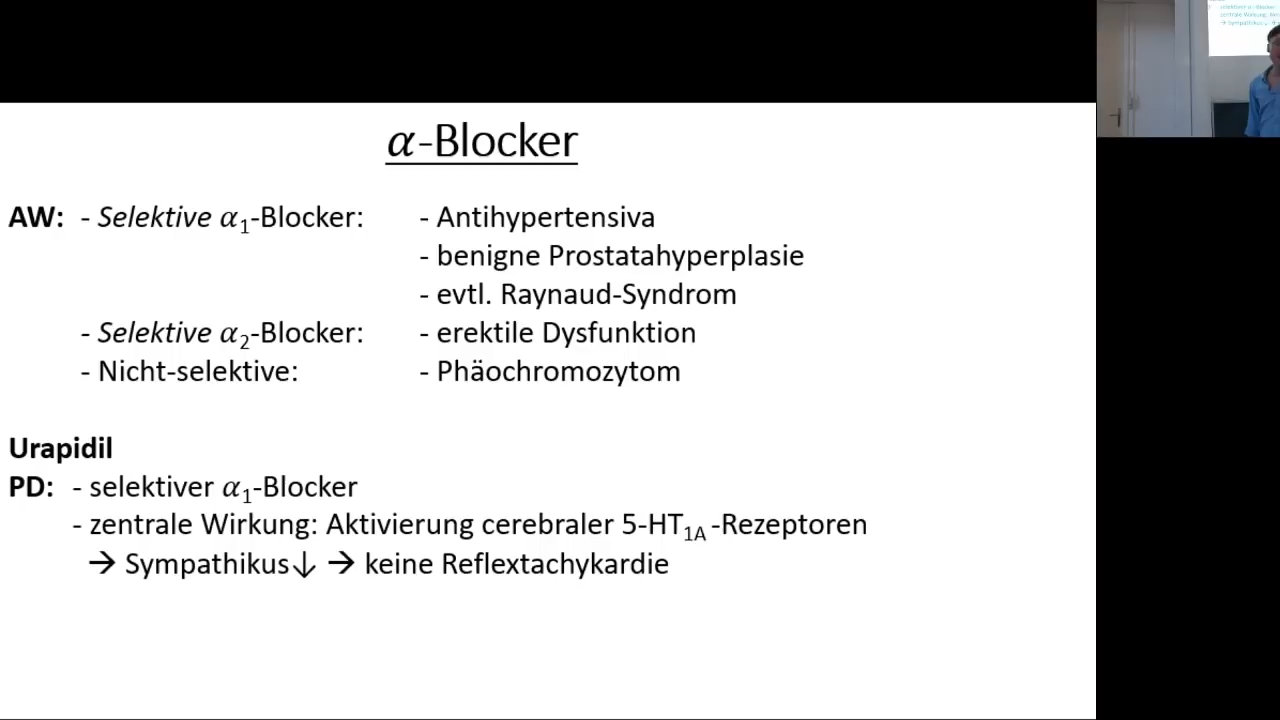 α-Blocker
AW: - Selektive α₁-Blocker: - Antihypertensiva
- benigne Prostatahyperplasie
- evtl. Raynaud-Syndrom
- Selektive α₂-Blocker: - erektile Dysfunktion
- Nicht-selektive: - Phäochromozytom
Urapidil
PD: - selektiver α₁-Blocker
- zentrale Wirkung: Aktivierung cerebraler 5-HT₁A -Rezeptoren
→ Sympathikus↓ → keine Reflextachykardie